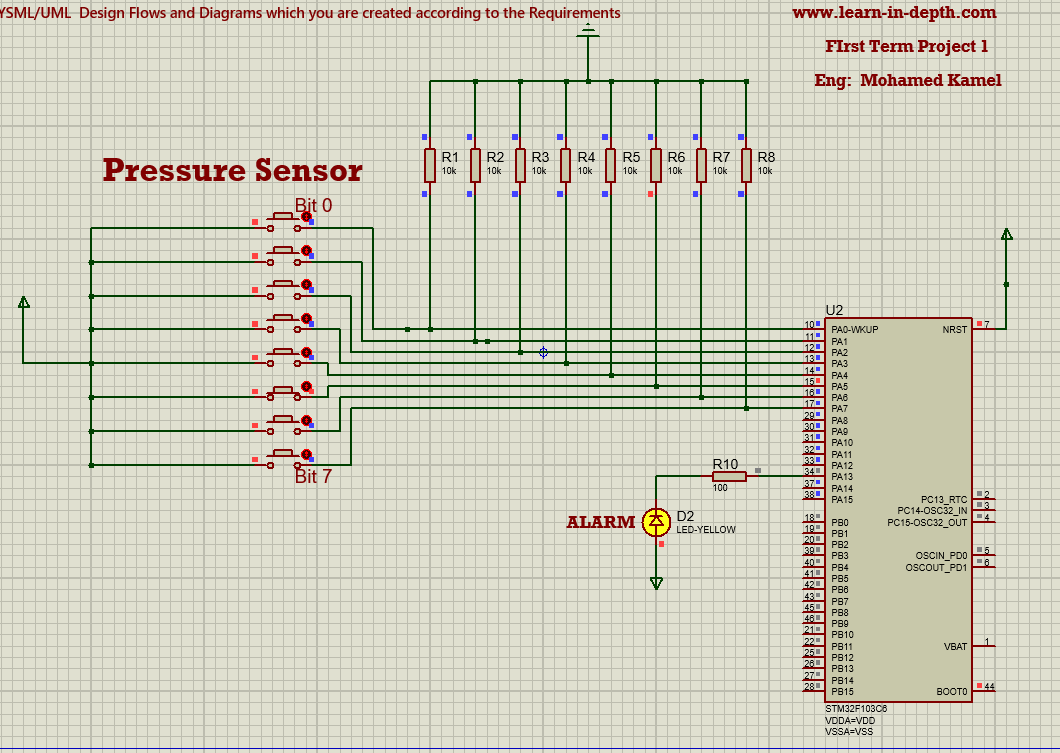 YSML/UML Design Flows and Diagrams which you are created according to the Requirements
www.learn-in-depth.com
FIrst Term Project 1
Eng: Mohamed Kamel
Pressure Sensor
Bit 0
Bit 7
R1
10k
R2
10k
R3
10k
R4
10k
R5
10k
R6
10k
R7
10k
R8
10k
R10
100
ALARM
D2
LED-YELLOW
U2
10 PA0-WKUP
11 PA1
12 PA2
13 PA3
14 PA4
15 PA5
16 PA6
17 PA7
29 PA8
30 PA9
31 PA10
32 PA11
33 PA12
34 PA13
37 PA14
38 PA15
18 PB0
19 PB1
20 PB2
39 PB3
40 PB4
41 PB5
42 PB6
43 PB7
45 PB8
46 PB9
21 PB10
22 PB11
25 PB12
26 PB13
27 PB14
28 PB15
NRST 7
PC13_RTC 2
PC14-OSC32_IN 3
PC15-OSC32_OUT 4
OSCIN_PD0 5
OSCOUT_PD1 6
VBAT 1
BOOT0 44
STM32F103C6
VDDA=VDD
VSSA=VSS